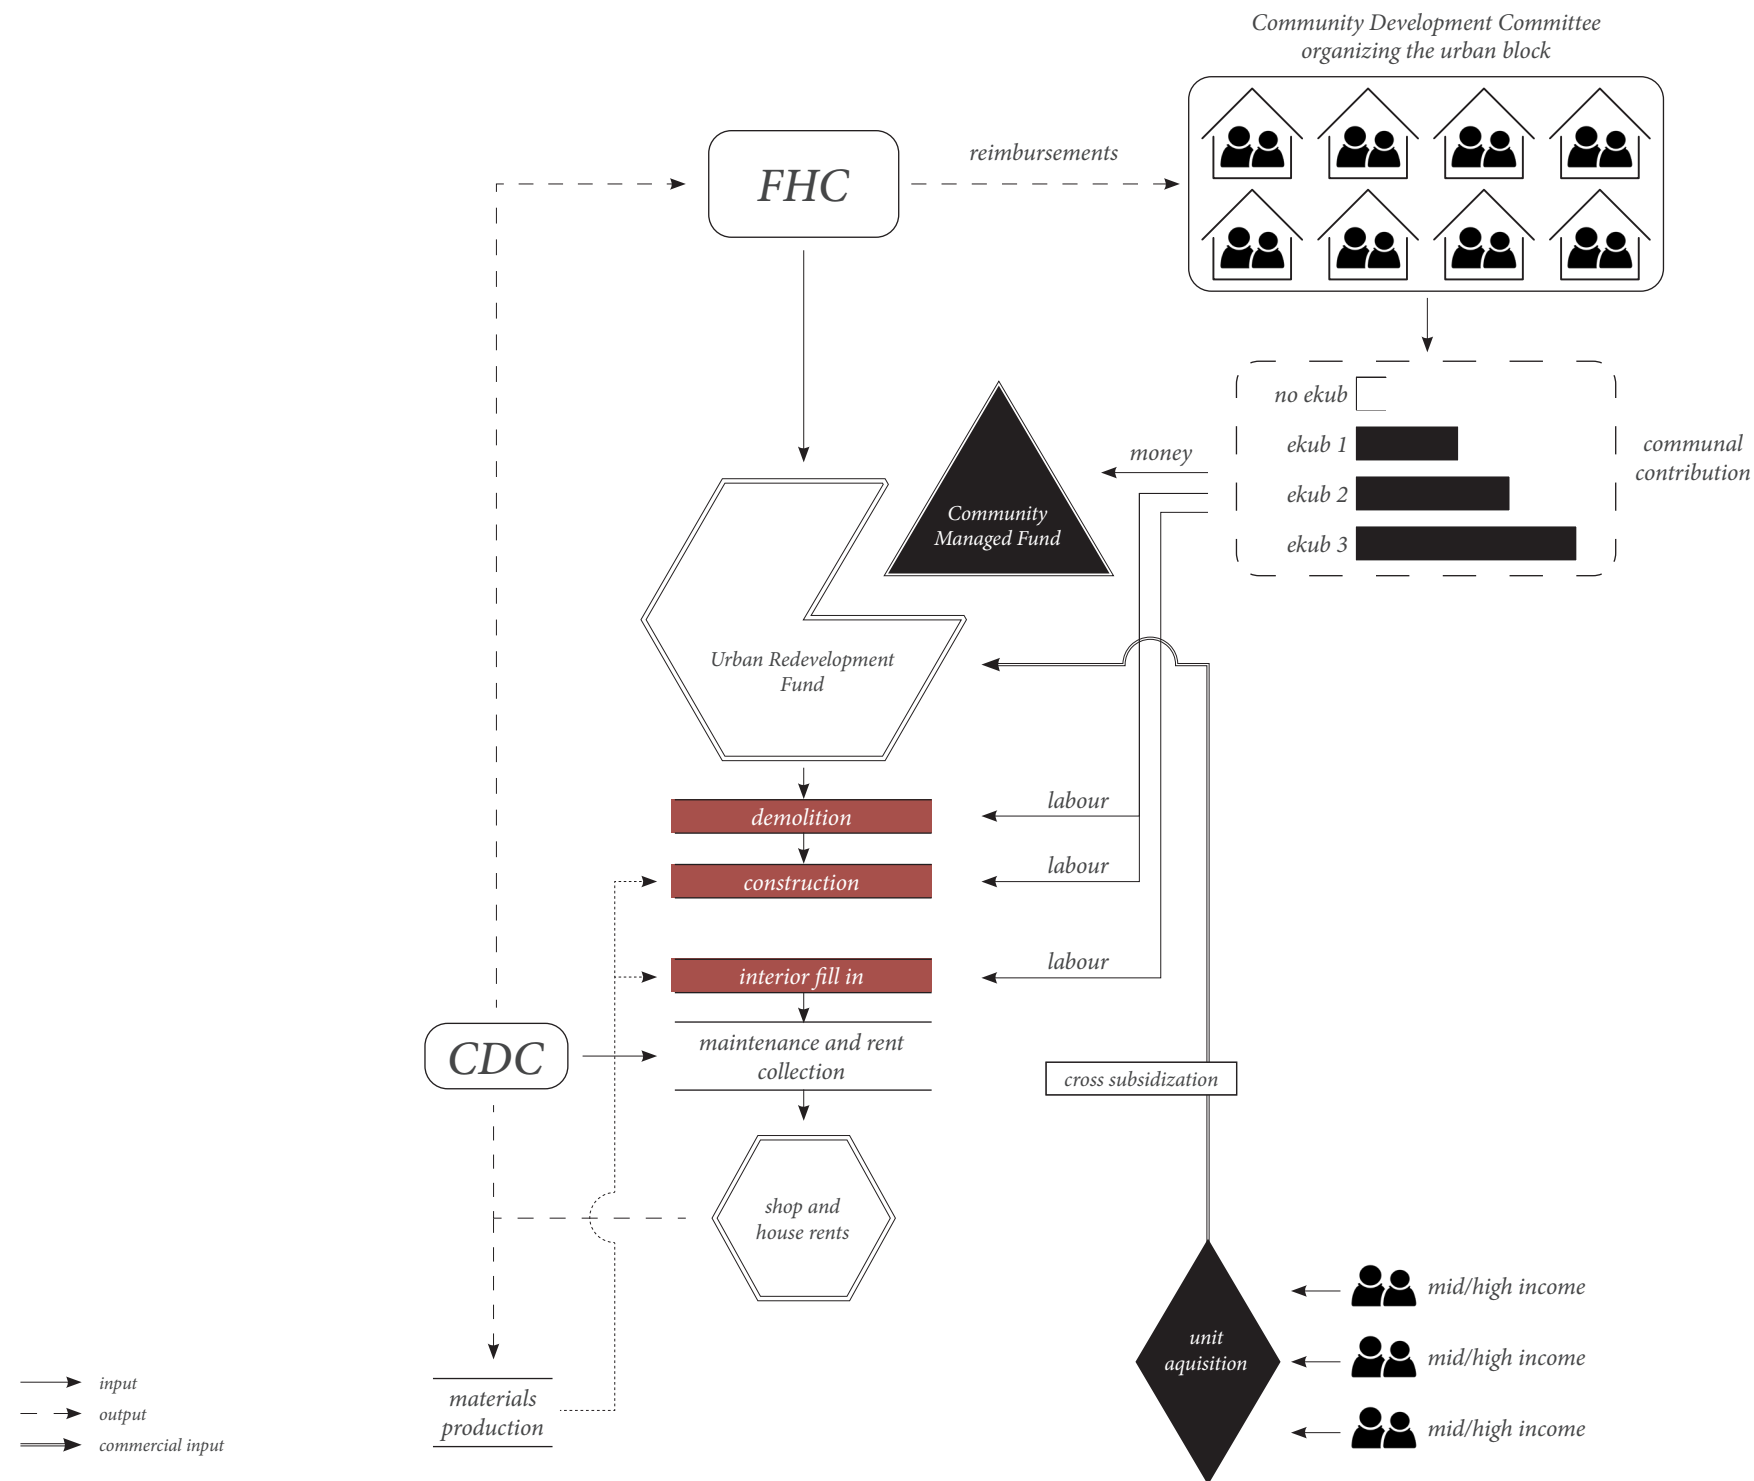 Community Development Committee
organizing the urban block
FHC
reimbursements
no ekub
ekub 1
ekub 2
ekub 3
communal
contribution
money
Community
Managed Fund
Urban Redevelopment
Fund
demolition
labour
construction
labour
interior fill in
labour
CDC
maintenance and rent
collection
cross subsidization
shop and
house rents
unit
aquisition
mid/high income
mid/high income
mid/high income
materials
production
input
output
commercial input